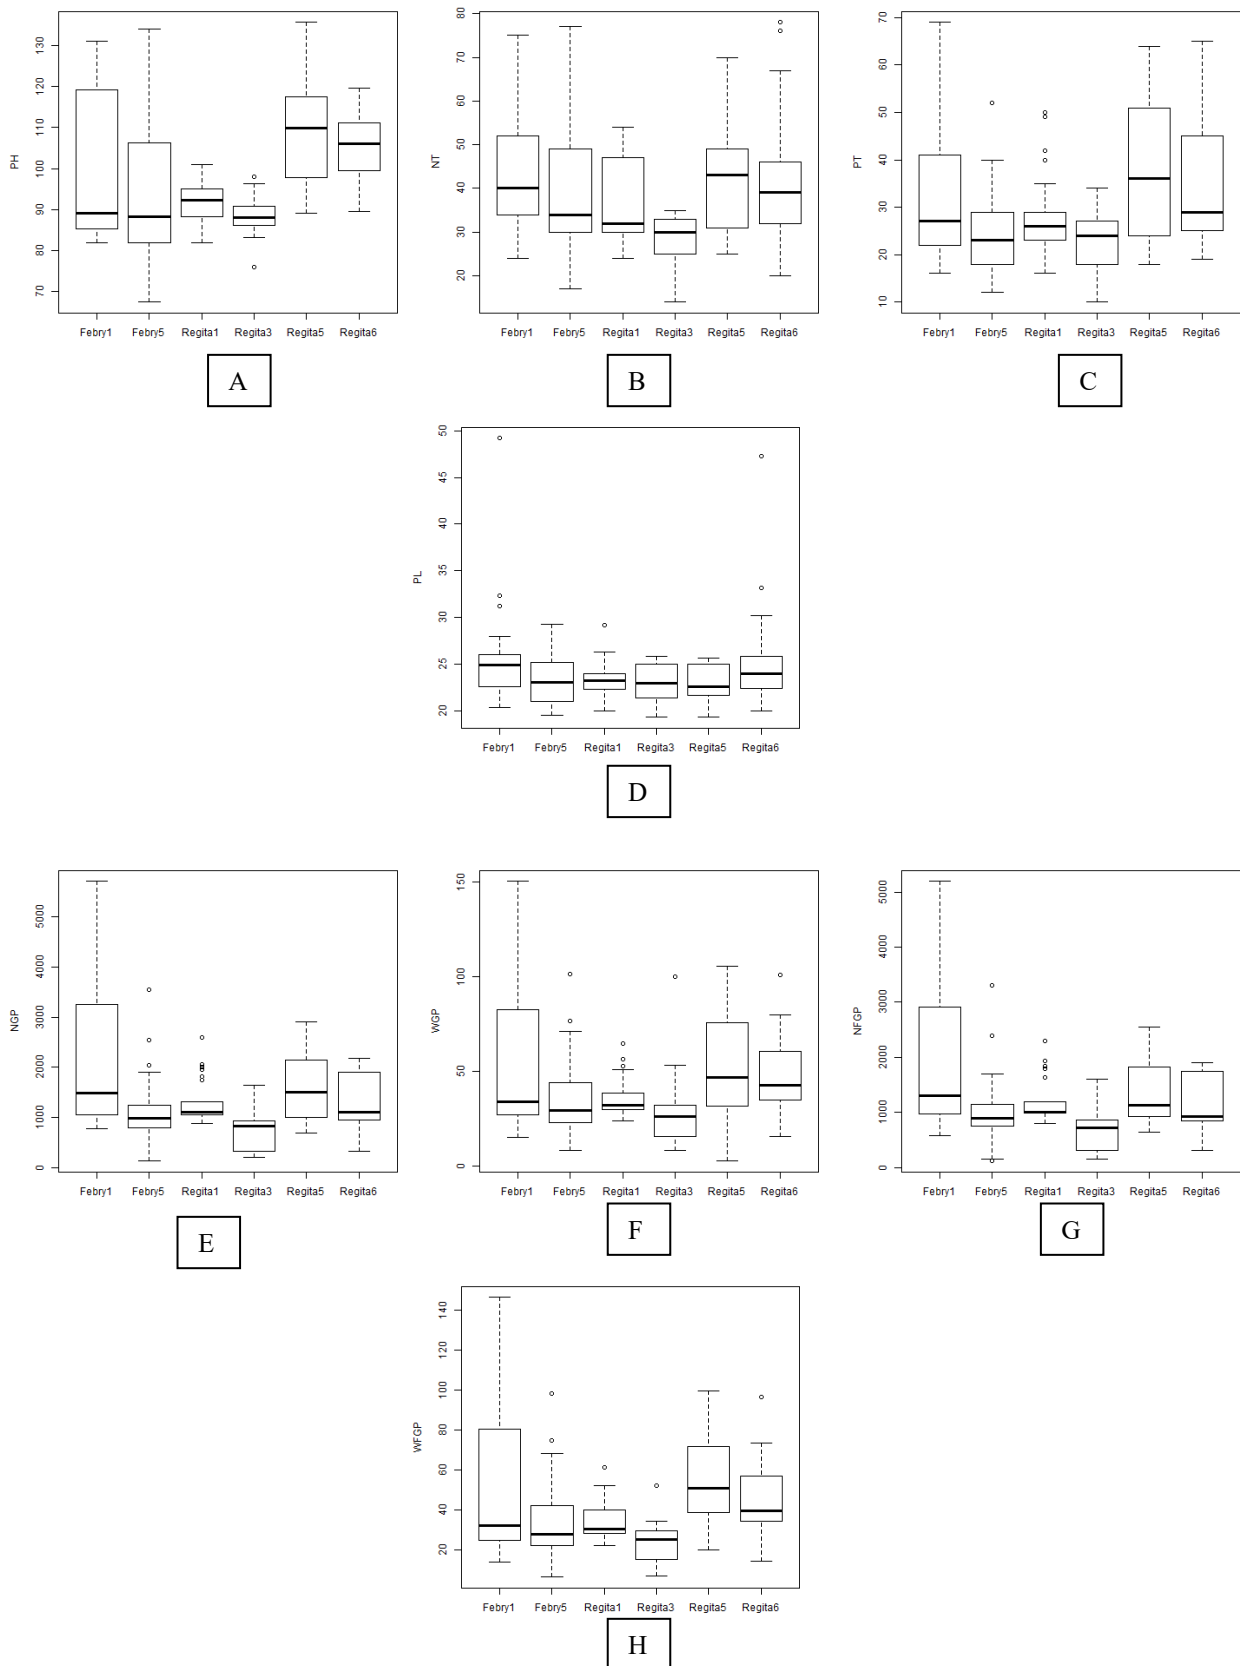 PH
130
120
110
100
90
80
70
Febry1 Febry5 Regita1 Regita3 Regita5 Regita6
A
NT
80
70
60
50
40
30
20
Febry1 Febry5 Regita1 Regita3 Regita5 Regita6
B
PT
70
60
50
40
30
20
10
Febry1 Febry5 Regita1 Regita3 Regita5 Regita6
C
PL
50
45
40
35
30
25
20
Febry1 Febry5 Regita1 Regita3 Regita5 Regita6
D
NGP
5000
4000
3000
2000
1000
0
Febry1 Febry5 Regita1 Regita3 Regita5 Regita6
E
WGP
150
100
50
0
Febry1 Febry5 Regita1 Regita3 Regita5 Regita6
F
NFGP
5000
4000
3000
2000
1000
0
Febry1 Febry5 Regita1 Regita3 Regita5 Regita6
G
WFGP
140
120
100
80
60
40
20
Febry1 Febry5 Regita1 Regita3 Regita5 Regita6
H